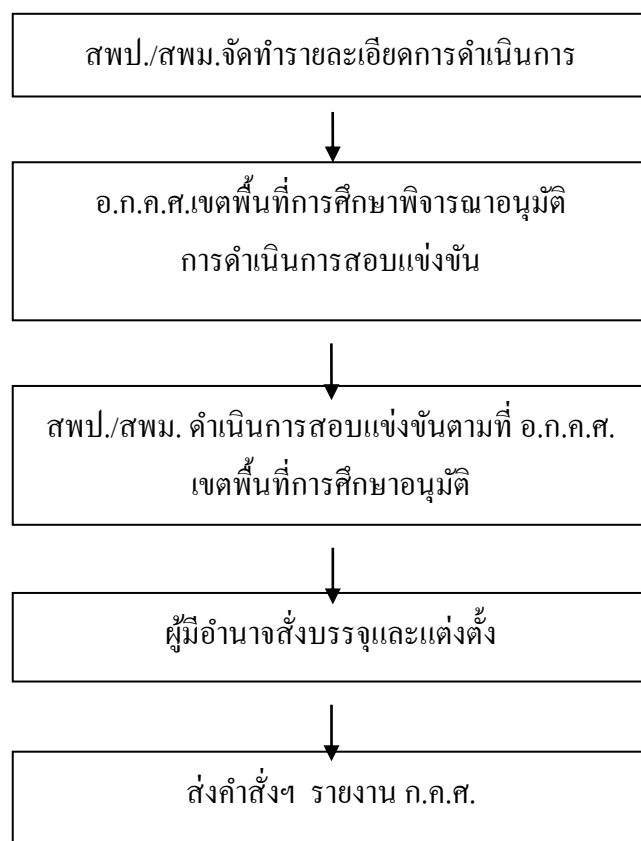 สพป./สพม.จัดทำรายละเอียดการดำเนินการ
อ.ก.ค.ศ.เขตพื้นที่การศึกษาพิจารณาอนุมัติ
การดำเนินการสอบแข่งขัน
สพป./สพม. ดำเนินการสอบแข่งขันตามที่ อ.ก.ค.ศ.
เขตพื้นที่การศึกษาอนุมัติ
ผู้มีอำนาจสั่งบรรจุและแต่งตั้ง
ส่งคำสั่งฯ รายงาน ก.ค.ศ.